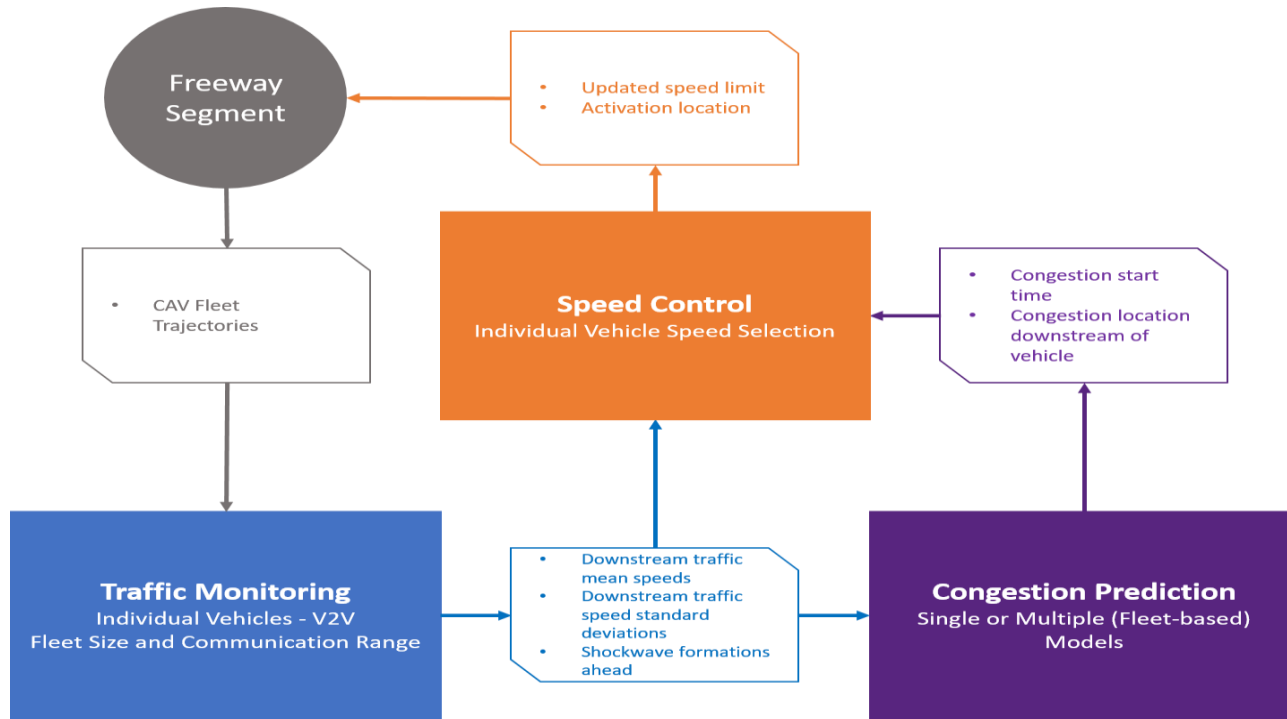 Freeway
Segment
• Updated speed limit
• Activation location
• CAV Fleet
Trajectories
Speed Control
Individual Vehicle Speed Selection
• Congestion start
time
• Congestion location
downstream of
vehicle
Traffic Monitoring
Individual Vehicles - V2V
Fleet Size and Communication Range
• Downstream traffic
mean speeds
• Downstream traffic
speed standard
deviations
• Shockwave formations
ahead
Congestion Prediction
Single or Multiple (Fleet-based)
Models